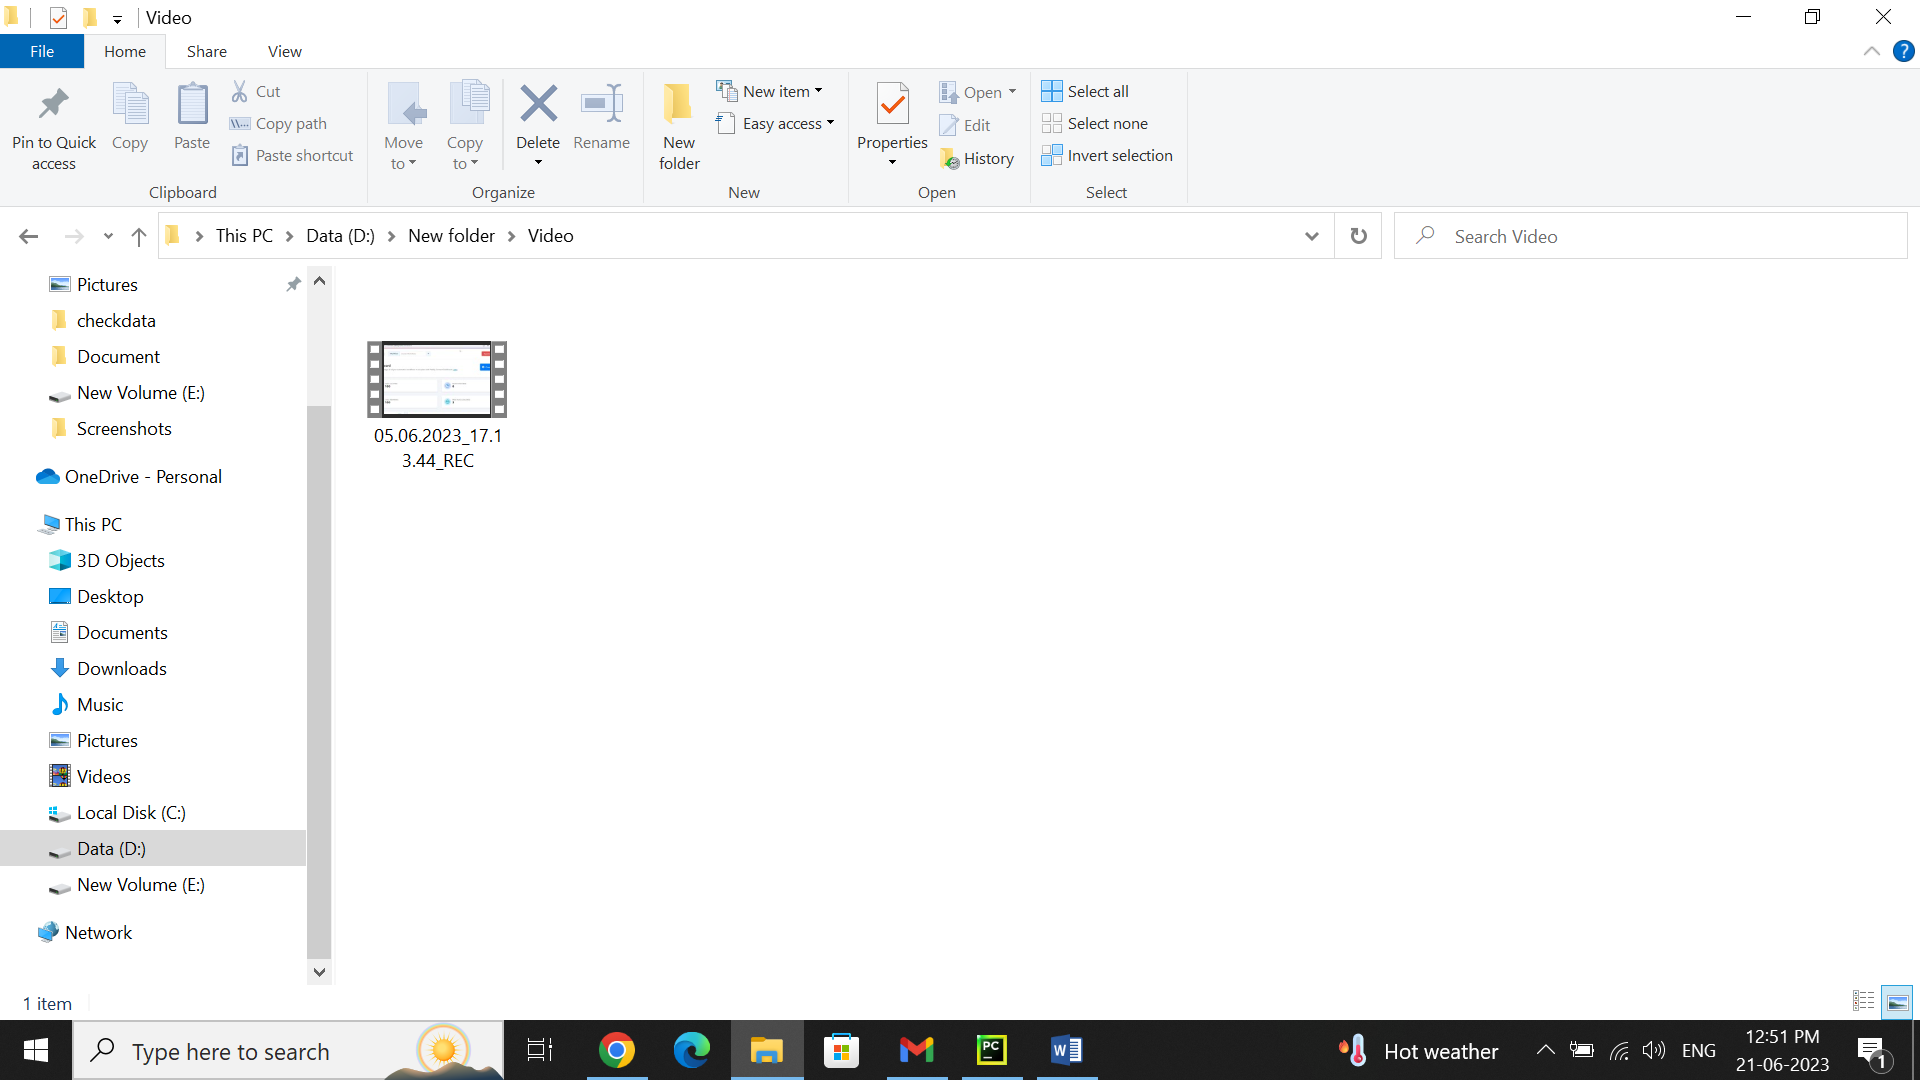 Video
File Home Share View
Pin to Quick access
Copy
Paste
Cut
Copy path
Paste shortcut
Clipboard
Move to
Copy to
Delete
Rename
Organize
New folder
New item
Easy access
New
Properties
Open
Edit
History
Open
Select all
Select none
Invert selection
Select
This PC Data (D:) New folder Video
Search Video
Pictures
checkdata
Document
New Volume (E:)
Screenshots
OneDrive - Personal
This PC
3D Objects
Desktop
Documents
Downloads
Music
Pictures
Videos
Local Disk (C:)
Data (D:)
New Volume (E:)
Network
05.06.2023_17.1
3.44_REC
1 item
Type here to search
PC
W
Hot weather
ENG
12:51 PM
21-06-2023
1